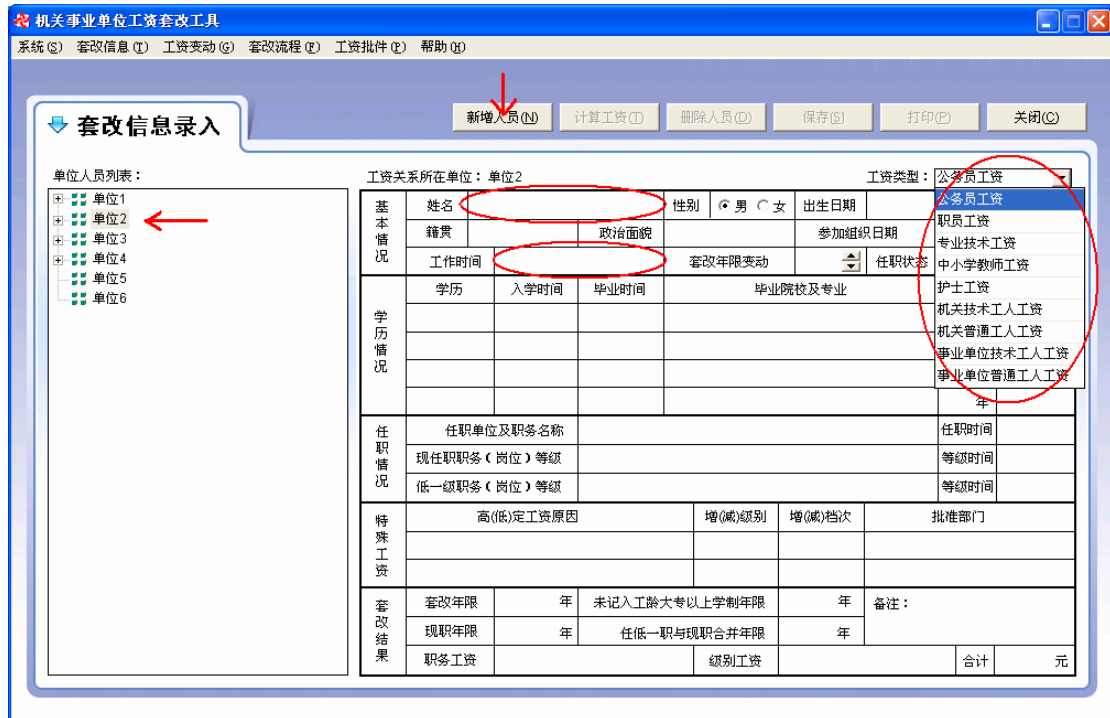 机关事业单位工资套改工具
系统(S) 套改信息(T) 工资变动(G) 套改流程(F) 工资批件(P) 帮助(H)
套改信息录入
新增人员(N) 计算工资(T) 删除人员(D) 保存(S) 打印(P) 关闭(C)
单位人员列表：
单位1
单位2
单位3
单位4
单位5
单位6
工资关系所在单位：单位2 工资类型：公务员工资
公务员工资
职员工资
专业技术工资
中小学教师工资
护士工资
机关技术工人工资
机关普通工人工资
事业单位技术工人工资
事业单位普通工人工资
基本情况
姓名 性别 男 女 出生日期
籍贯 政治面貌 参加组织日期
工作时间 套改年限变动 任职状态
学历情况
学历 入学时间 毕业时间 毕业院校及专业
年
任职情况
任职单位及职务名称 任职时间
现任职职务(岗位)等级 等级时间
低一级职务(岗位)等级 等级时间
特殊工资
高(低)定工资原因 增(减)级别 增(减)档次 批准部门
套改结果
套改年限 年 未记入工龄大专以上学制年限 年 备注：
现职年限 年 任低一职与现职合并年限 年
职务工资 级别工资 合计 元